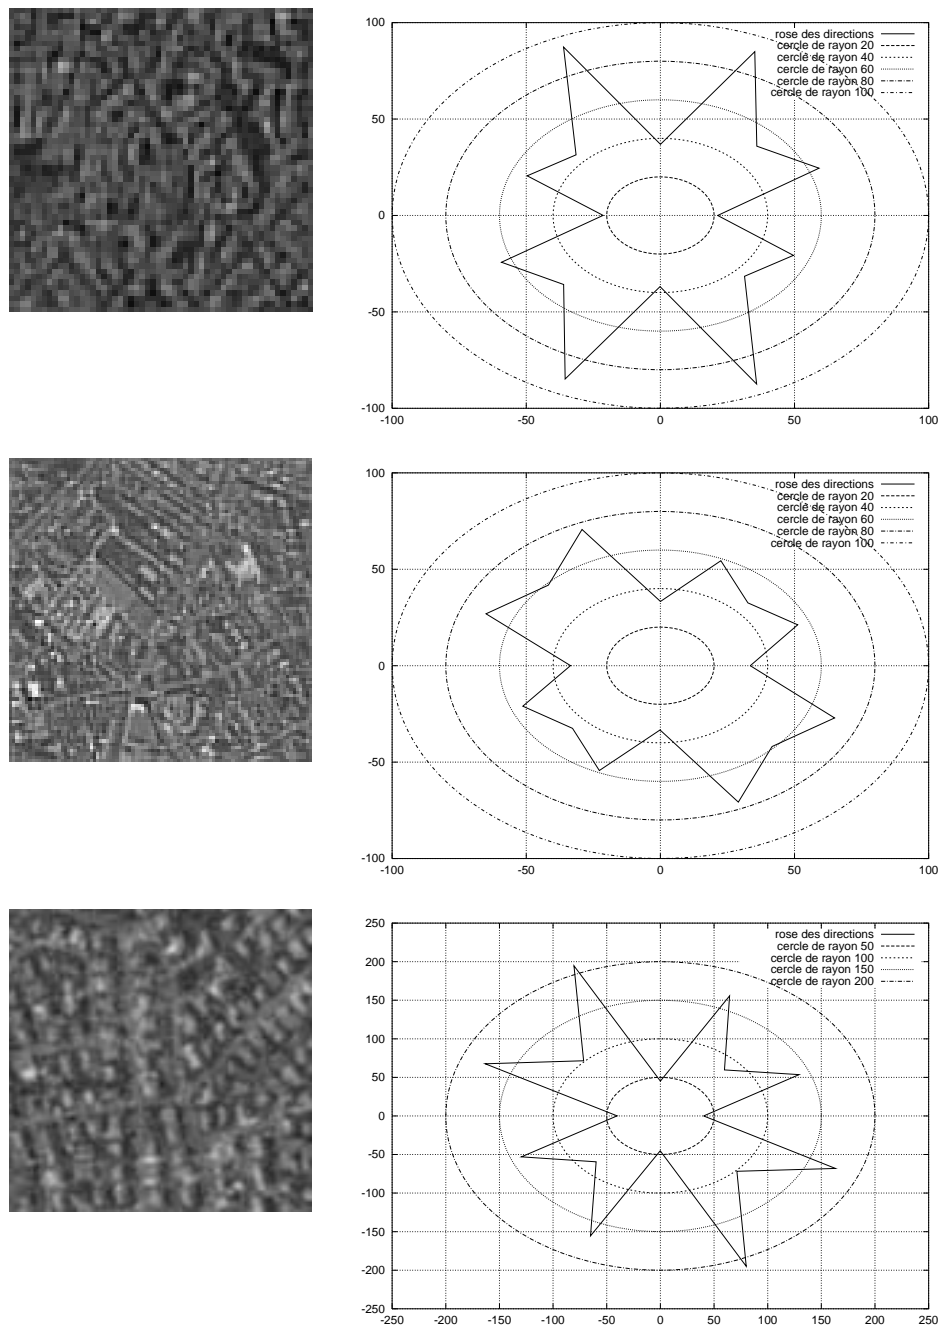 100
50
0
-50
-100
-100 -50 0 50 100
rose des directions
cercle de rayon 20
cercle de rayon 40
cercle de rayon 60
cercle de rayon 80
cercle de rayon 100
100
50
0
-50
-100
-100 -50 0 50 100
rose des directions
cercle de rayon 20
cercle de rayon 40
cercle de rayon 60
cercle de rayon 80
cercle de rayon 100
250
200
150
100
50
0
-50
-100
-150
-200
-250
-250 -200 -150 -100 -50 0 50 100 150 200 250
rose des directions
cercle de rayon 50
cercle de rayon 100
cercle de rayon 150
cercle de rayon 200